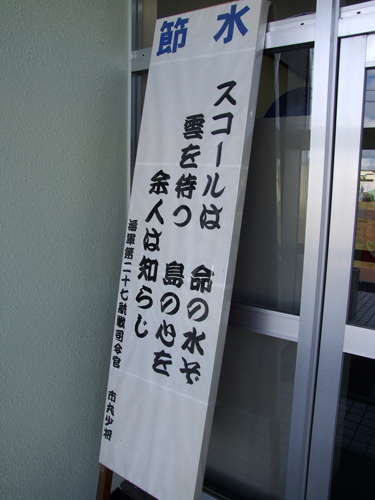 節水
スコールは 命の水ぞ
雲を待つ 島の心を
余人は知らじ
海軍第二十七航戦司令官 市丸少将